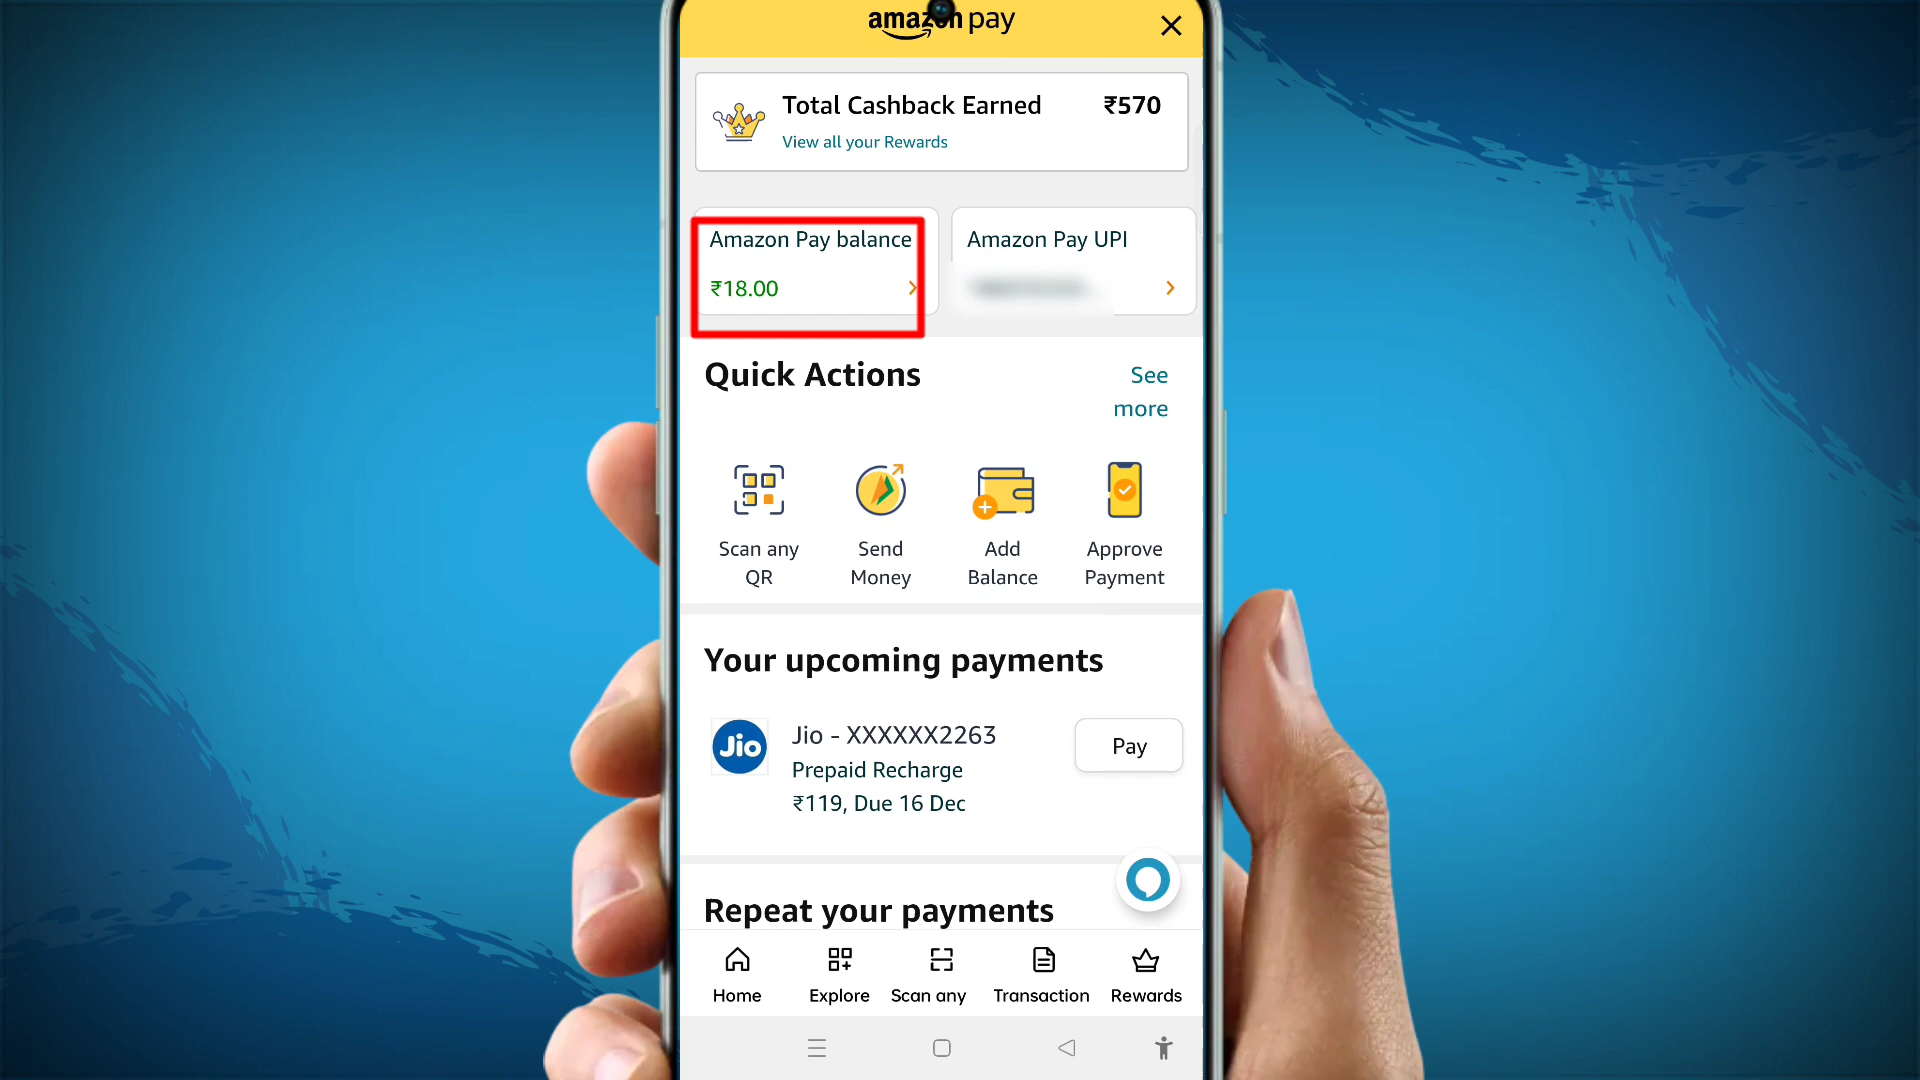 amazon pay
Total Cashback Earned ₹570
View all your Rewards
Amazon Pay balance
₹18.00
Amazon Pay UPI
Quick Actions
See
more
Scan any
QR
Send
Money
Add
Balance
Approve
Payment
Your upcoming payments
Jio
Jio - XXXXXX2263
Prepaid Recharge
₹119, Due 16 Dec
Pay
Repeat your payments
Home
Explore
Scan any
Transaction
Rewards